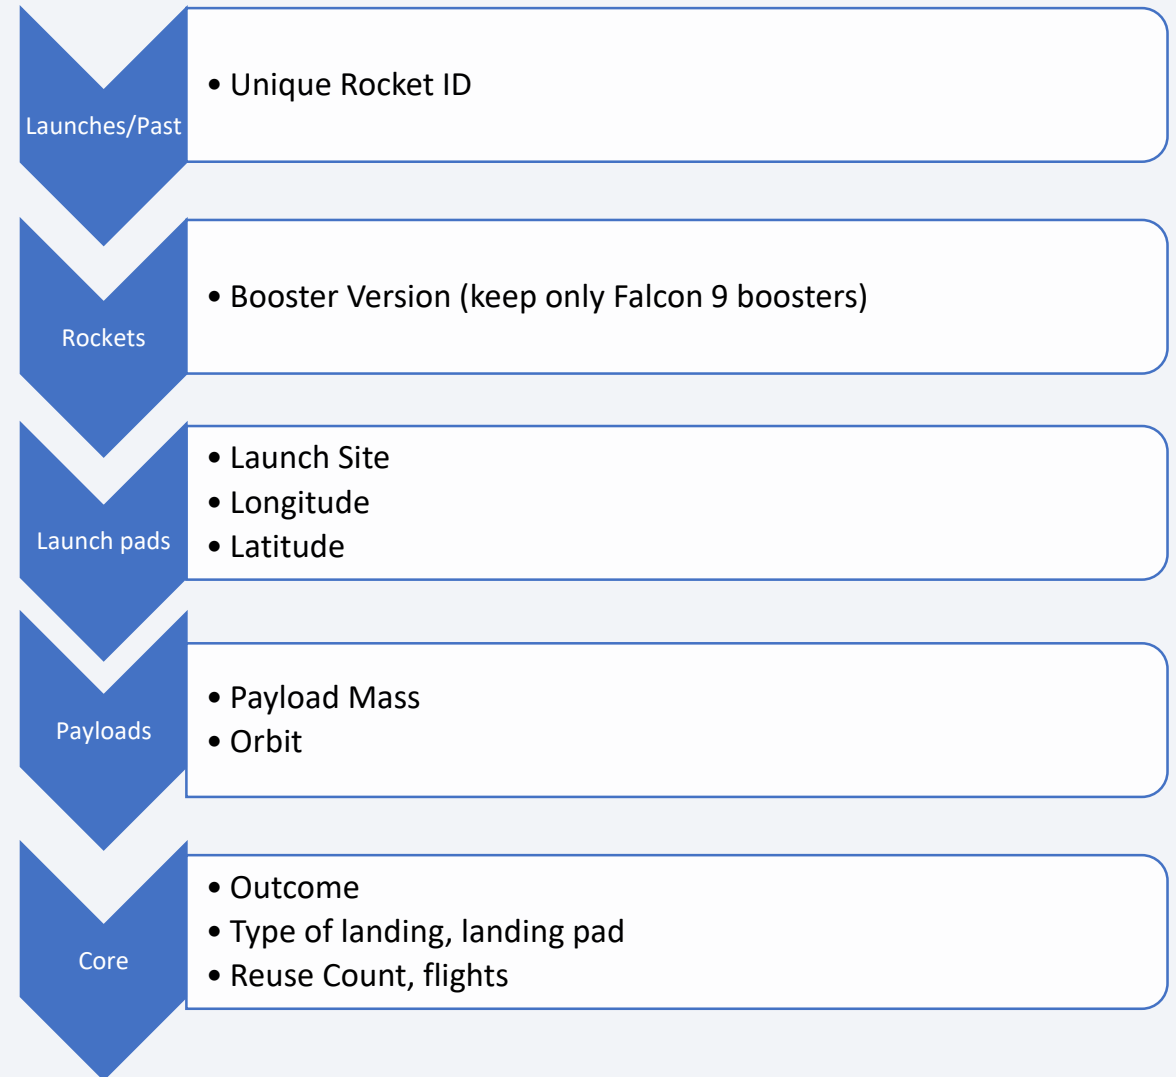 Launches/Past
• Unique Rocket ID
Rockets
• Booster Version (keep only Falcon 9 boosters)
Launch pads
• Launch Site
• Longitude
• Latitude
Payloads
• Payload Mass
• Orbit
Core
• Outcome
• Type of landing, landing pad
• Reuse Count, flights